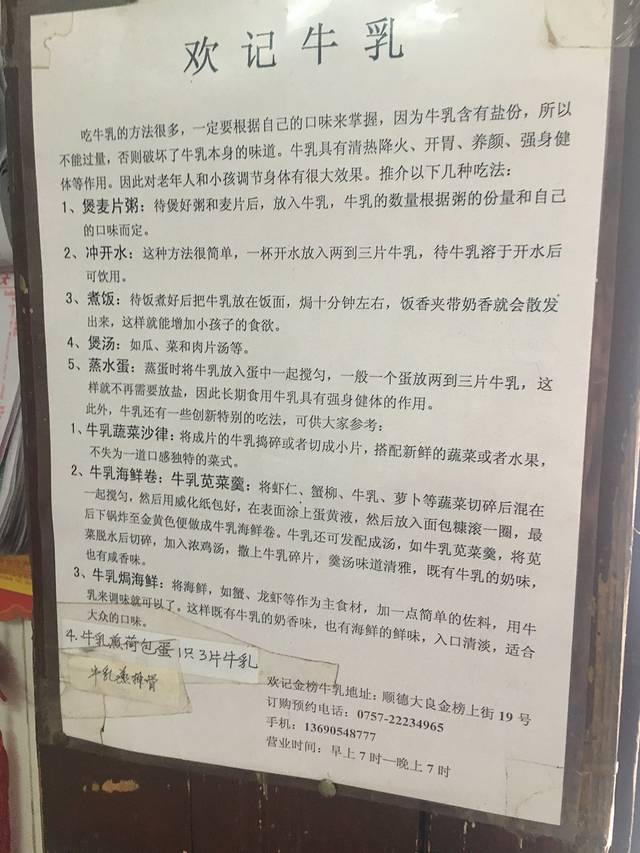 欢记牛乳
吃牛乳的方法很多，一定要根据自己的口味来掌握，因为牛乳含有盐份，所以
不能过量，否则破坏了牛乳本身的味道。牛乳具有清热降火、开胃、养颜、强身健
体等作用。因此对老年人和小孩调节身体有很大效果。推介以下几种吃法：
1、煲麦片粥：待煲好粥和麦片后，放入牛乳，牛乳的数量根据粥的份量和自己
的口味而定。
2、冲开水：这种方法很简单，一杯开水放入两到三片牛乳，待牛乳溶于开水后
可饮用。
3、煮饭：待饭煮好后把牛乳放在饭面，焗十分钟左右，饭香夹带奶香就会散发
出来，这样就能增加小孩子的食欲。
4、煲汤：如瓜、菜和肉片汤等。
5、蒸水蛋：蒸蛋时将牛乳放入蛋中一起搅匀，一般一个蛋放两到三片牛乳，这
样就不再需要放盐，因此长期食用牛乳具有强身健体的作用。
此外，牛乳还有一些创新特别的吃法，可供大家参考：
1、牛乳蔬菜沙律：将成片的牛乳捣碎或者切成小片，搭配新鲜的蔬菜或者水果，
不失为一道口感独特的菜式。
2、牛乳海鲜卷：牛乳苋菜羹：将虾仁、蟹柳、牛乳、萝卜等蔬菜切碎后混在
一起搅匀，然后用威化纸包好，在表面涂上蛋黄液，然后放入面包糠滚一圈，最
后下锅炸至金黄色便做成牛乳海鲜卷。牛乳还可发配成汤，如牛乳苋菜羹，将苋
菜脱水后切碎，加入浓鸡汤，撒上牛乳碎片，羹汤味道清雅，既有牛乳的奶味，
也有咸香味。
3、牛乳焗海鲜：将海鲜，如蟹、龙虾等作为主食材，加一点简单的佐料，用牛
乳来调味就可以了。这样既有牛乳的奶香味，也有海鲜的鲜味，入口清淡，适合
大众的口味。
4.牛乳煎荷包蛋1只3片牛乳
牛乳蒸排骨
欢记金榜牛乳地址：顺德大良金榜上街19号
订购预约电话：0757-22234965
手机：13690548777
营业时间：早上7时—晚上7时